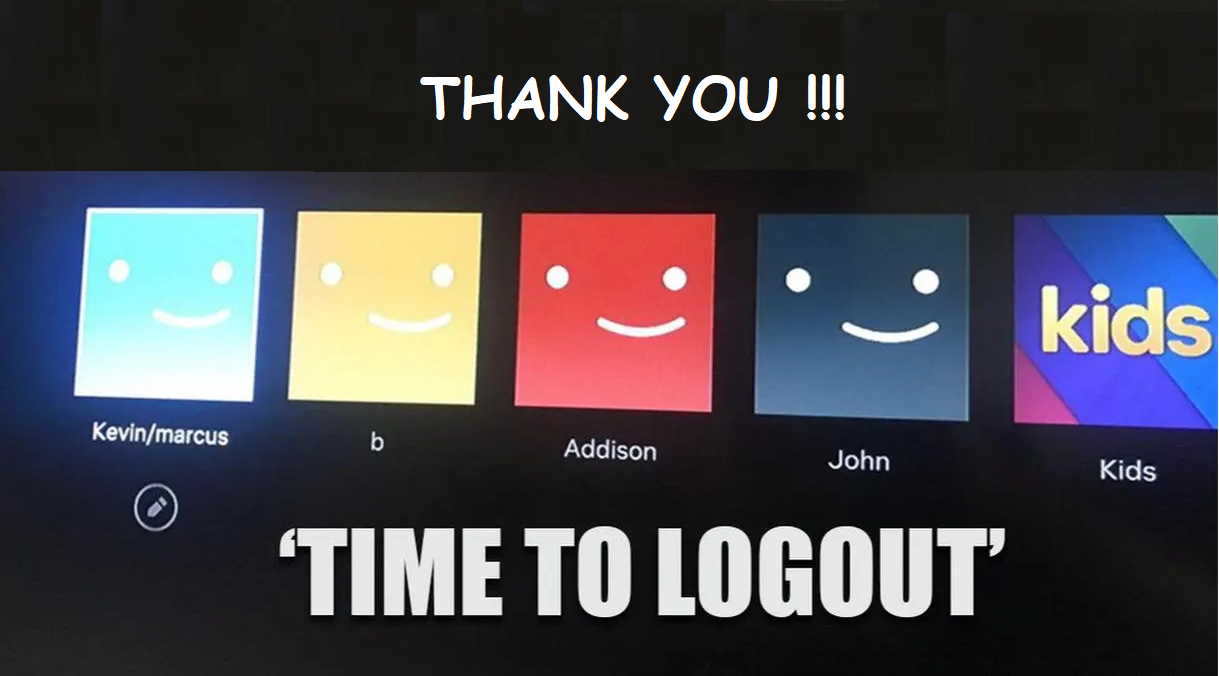 THANK YOU !!!
kids
Kevin/marcus
b
Addison
John
Kids
‘TIME TO LOGOUT’